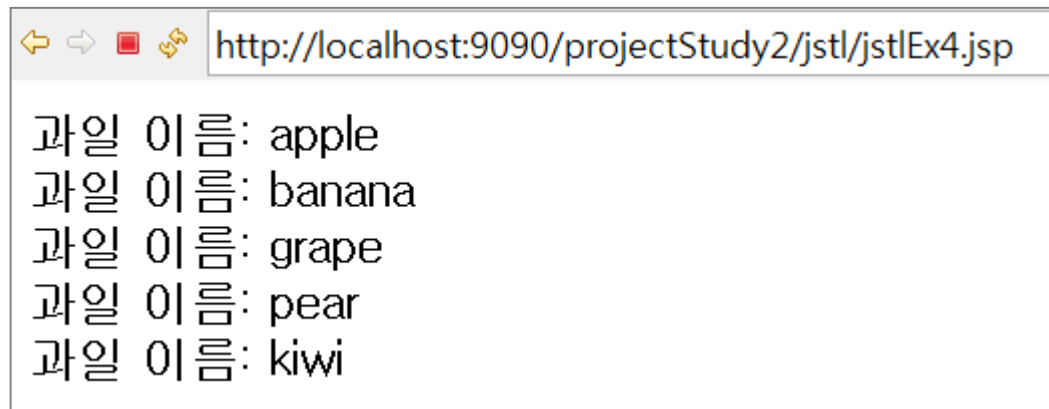 http://localhost:9090/projectStudy2/jstl/jstlEx4.jsp
과일 이름: apple
과일 이름: banana
과일 이름: grape
과일 이름: pear
과일 이름: kiwi